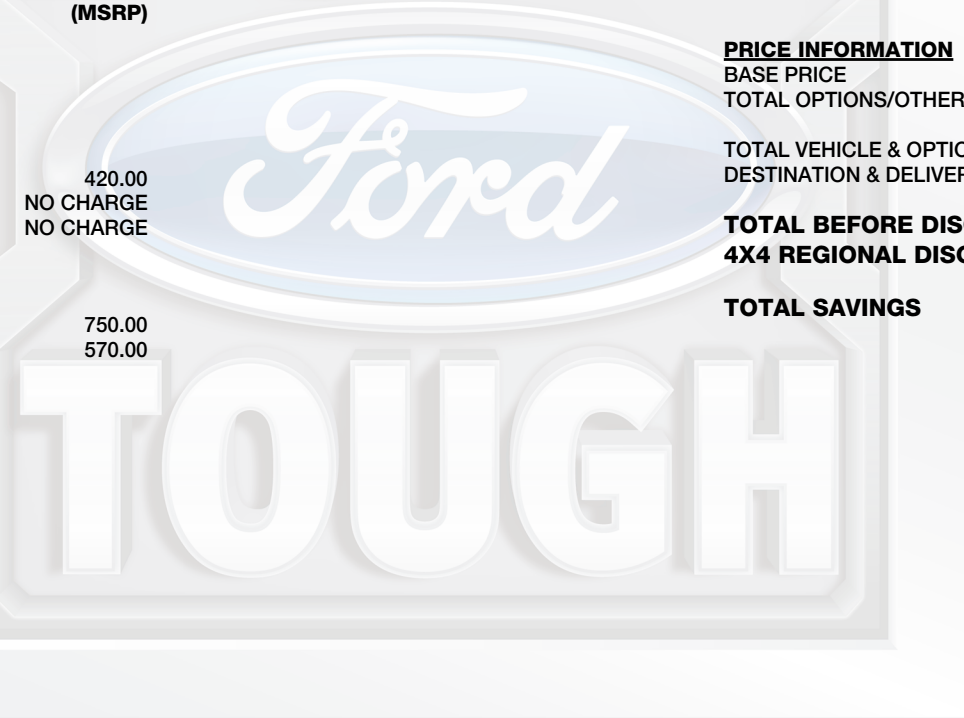 (MSRP)
420.00
NO CHARGE
NO CHARGE
750.00
570.00
PRICE INFORMATION
BASE PRICE
TOTAL OPTIONS/OTHER
TOTAL VEHICLE & OPTIO
DESTINATION & DELIVER
TOTAL BEFORE DISC
4X4 REGIONAL DISC
TOTAL SAVINGS
Ford
TOUGH